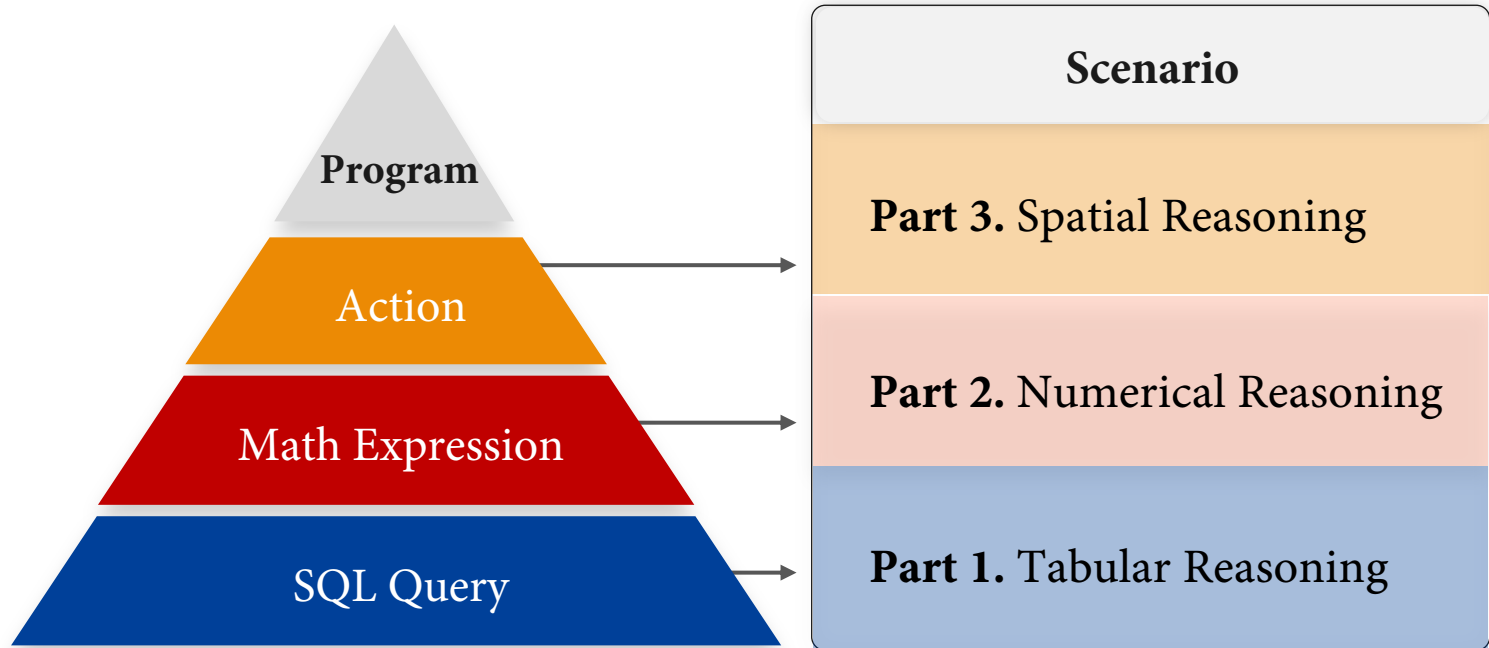 Program
Action
Math Expression
SQL Query
Scenario
Part 3. Spatial Reasoning
Part 2. Numerical Reasoning
Part 1. Tabular Reasoning